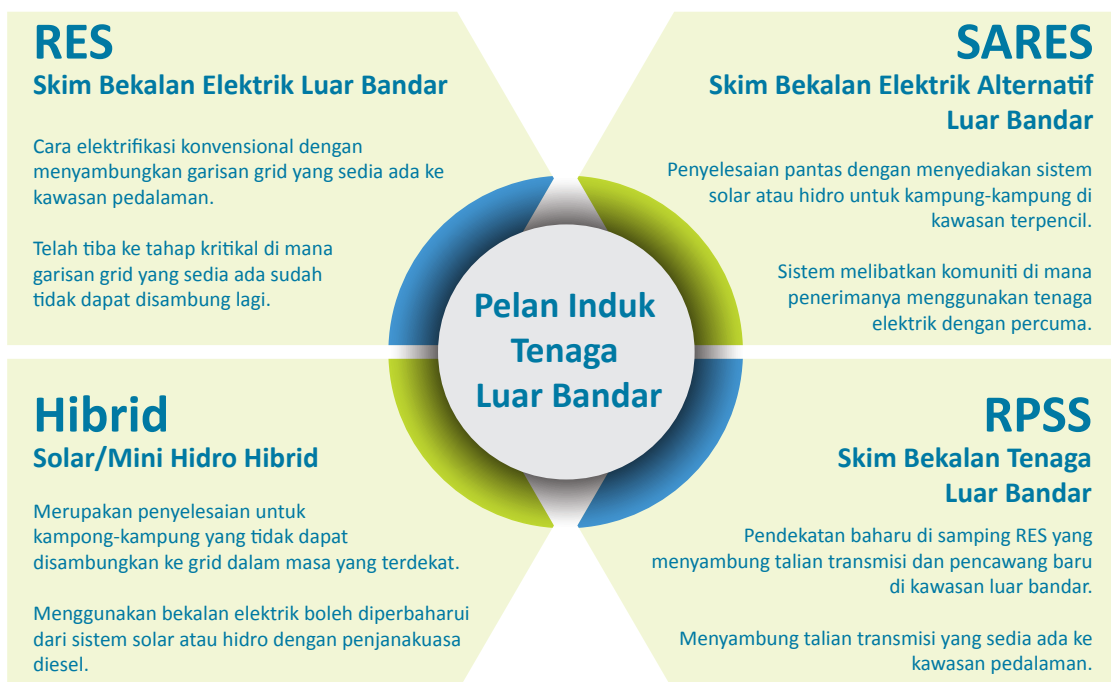 RES
Skim Bekalan Elektrik Luar Bandar
Cara elektrifikasi konvensional dengan
menyambungkan garisan grid yang sedia ada ke
kawasan pedalaman.
Telah tiba ke tahap kritikal di mana
garisan grid yang sedia ada sudah
tidak dapat disambung lagi.
SARES
Skim Bekalan Elektrik Alternatif
Luar Bandar
Penyelesaian pantas dengan menyediakan sistem
solar atau hidro untuk kampung-kampung di
kawasan terpencil.
Sistem melibatkan komuniti di mana
penerimanya menggunakan tenaga
elektrik dengan percuma.
Pelan Induk
Tenaga
Luar Bandar
Hibrid
Solar/Mini Hidro Hibrid
Merupakan penyelesaian untuk
kampong-kampung yang tidak dapat
disambungkan ke grid dalam masa yang terdekat.
Menggunakan bekalan elektrik boleh diperbaharui
dari sistem solar atau hidro dengan penjanakuasa
diesel.
RPSS
Skim Bekalan Tenaga
Luar Bandar
Pendekatan baharu di samping RES yang
menyambung talian transmisi dan pencawang baru
di kawasan luar bandar.
Menyambung talian transmisi yang sedia ada ke
kawasan pedalaman.